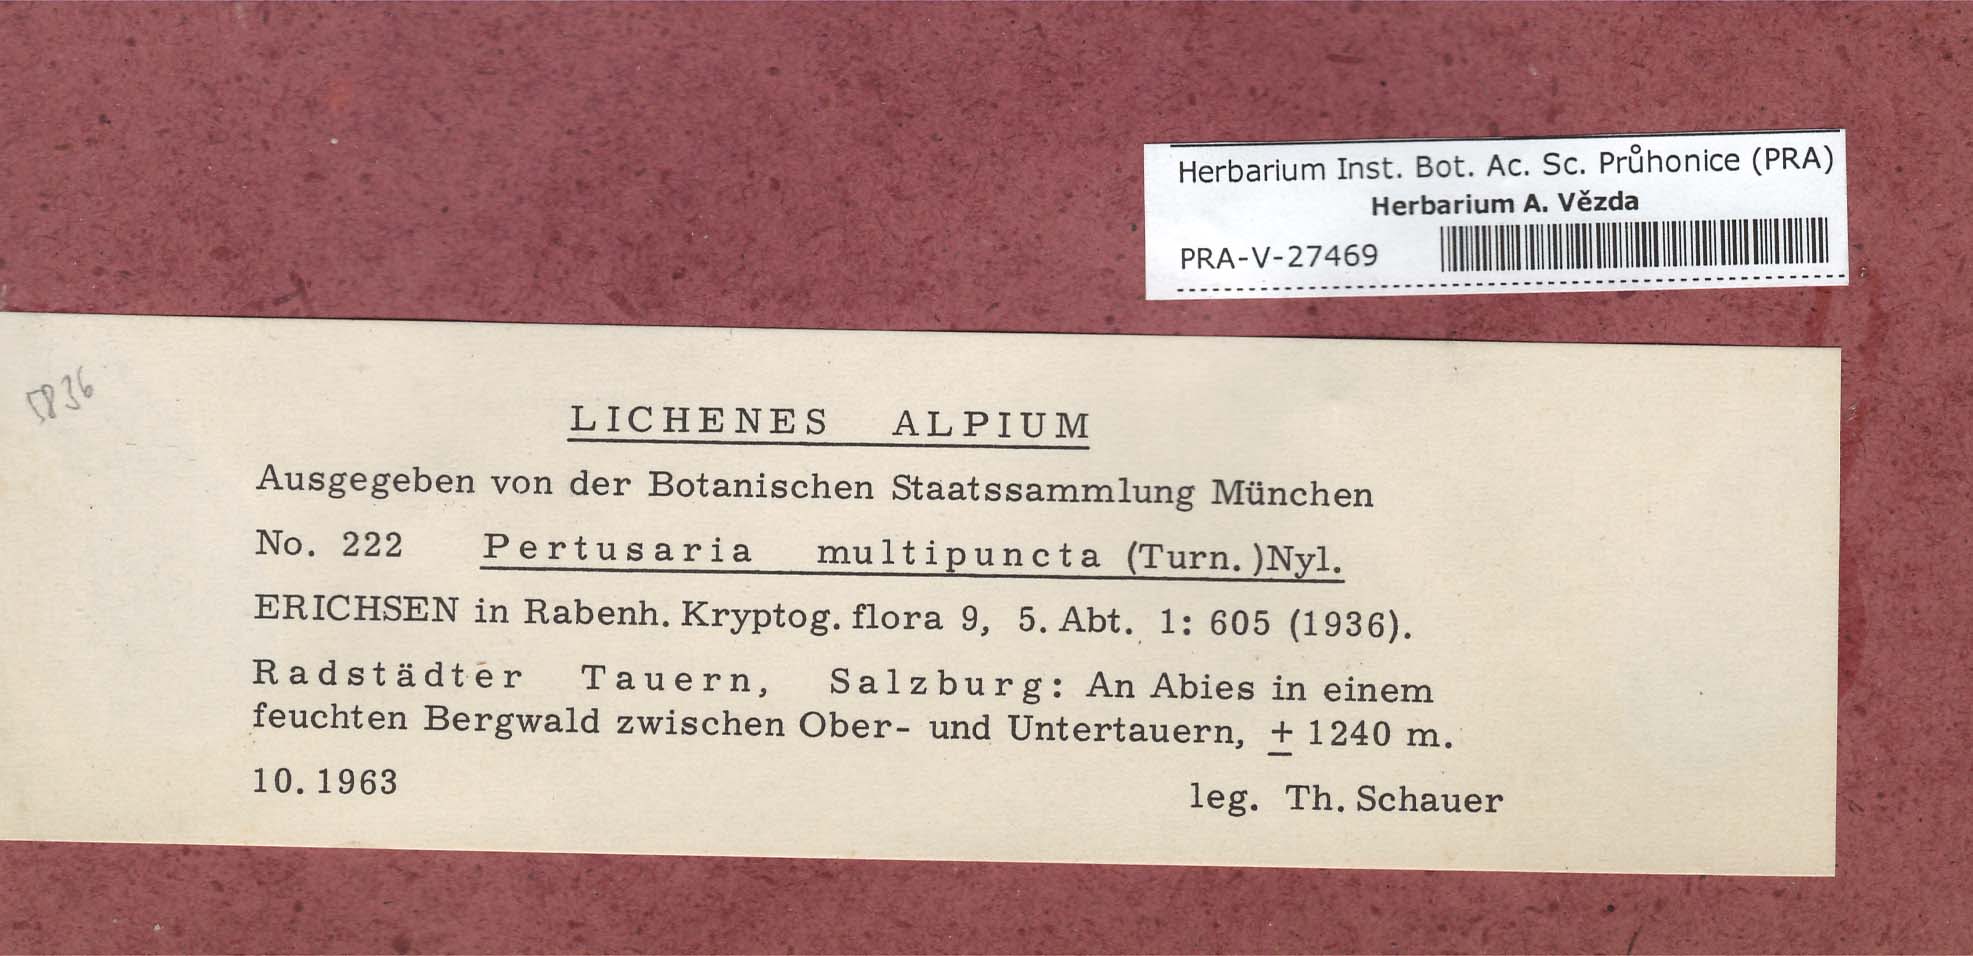 Herbarium Inst. Bot. Ac. Sc. Průhonice (PRA)
Herbarium A. Vězda
PRA-V-27469
5836
LICHENES ALPIUM
Ausgegeben von der Botanischen Staatssammlung München
No. 222 Pertusaria multipuncta (Turn.)Nyl.
ERICHSEN in Rabenh. Kryptog. flora 9, 5. Abt. 1: 605 (1936).
Radstädter Tauern, Salzburg: An Abies in einem
feuchten Bergwald zwischen Ober- und Untertauern, ± 1240 m.
10. 1963
leg. Th. Schauer